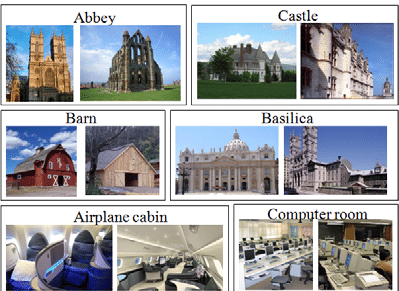 Abbey
Castle
Barn
Basilica
Airplane cabin
Computer room